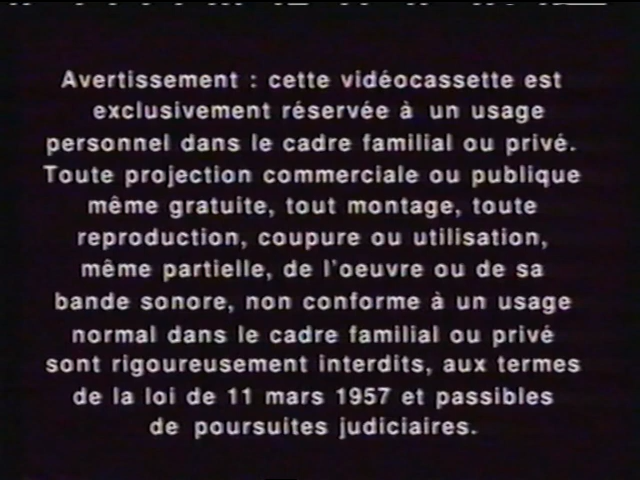 Avertissement : cette vidéocassette est
exclusivement réservée à un usage
personnel dans le cadre familial ou privé.
Toute projection commerciale ou publique
même gratuite, tout montage, toute
reproduction, coupure ou utilisation,
même partielle, de l'oeuvre ou de sa
bande sonore, non conforme à un usage
normal dans le cadre familial ou privé
sont rigoureusement interdits, aux termes
de la loi de 11 mars 1957 et passibles
de poursuites judiciaires.